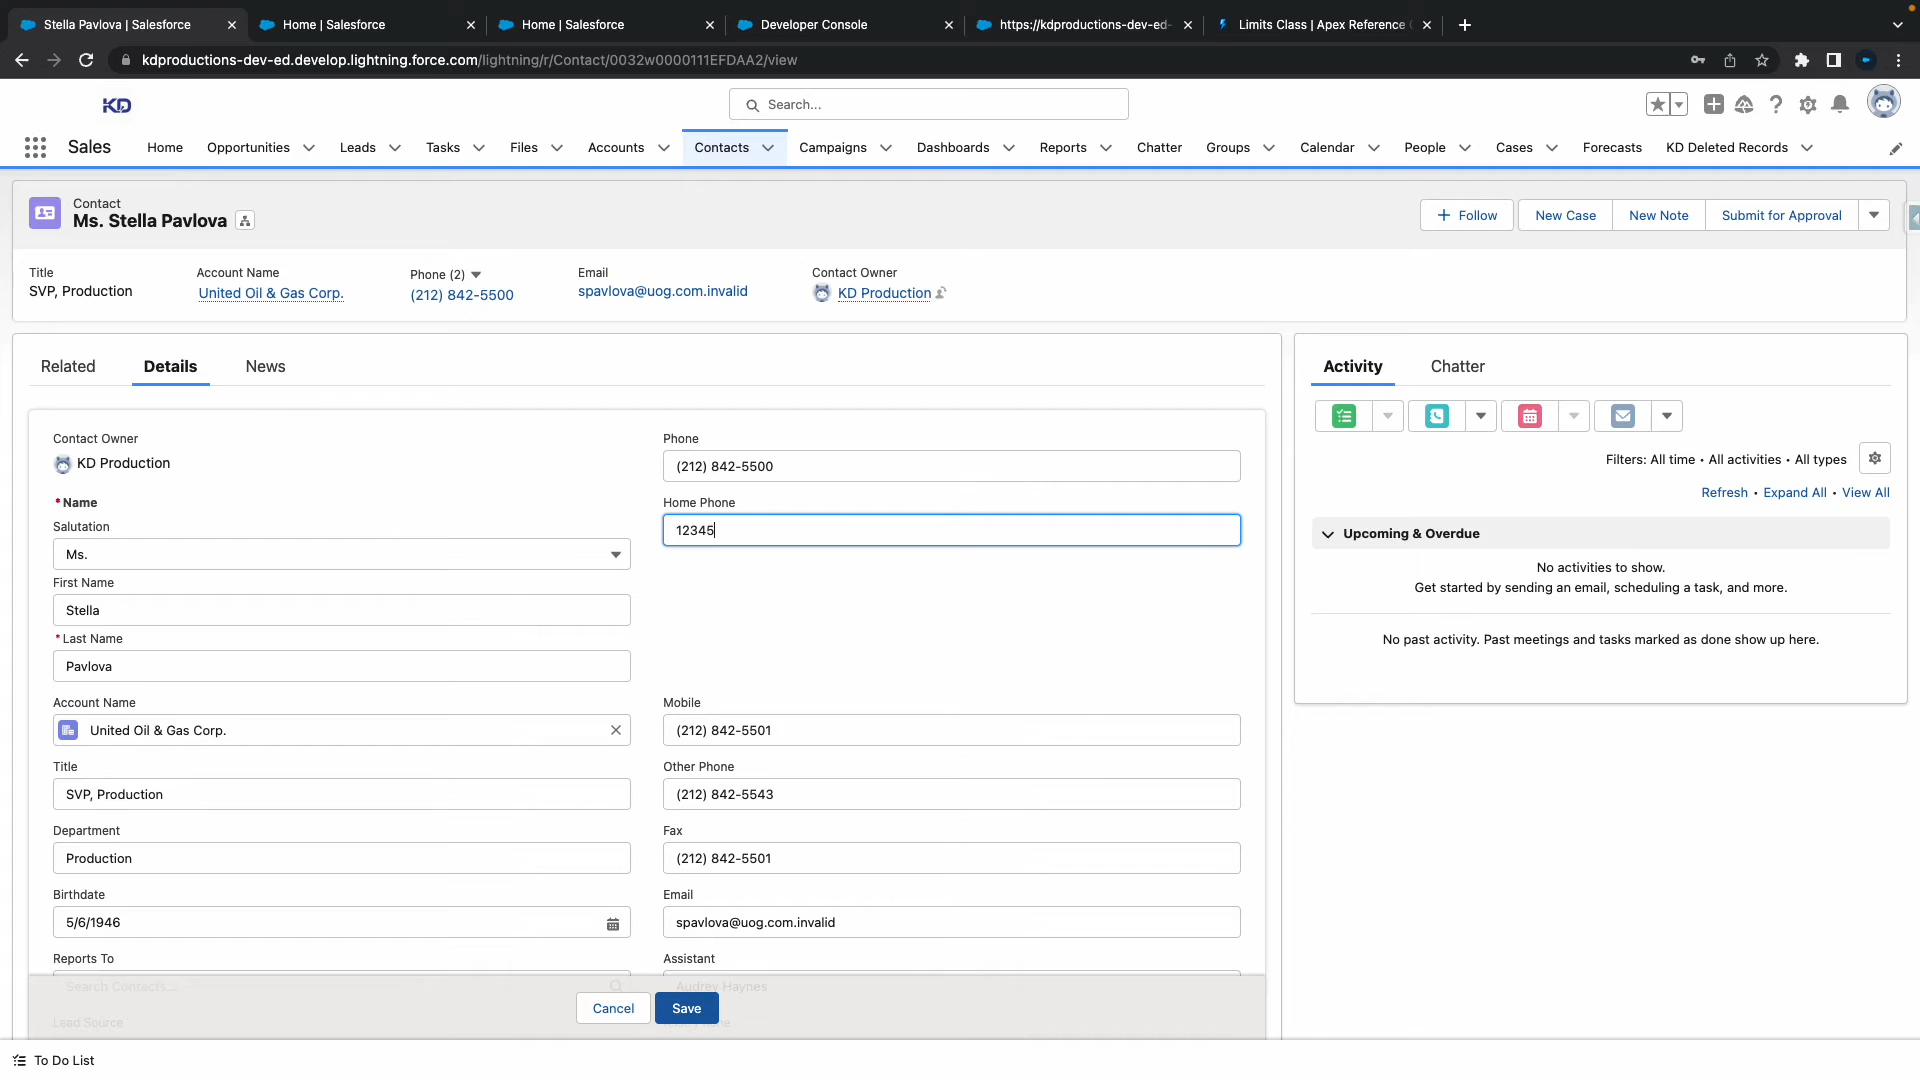 Stella Pavlova | Salesforce
Home | Salesforce
Home | Salesforce
Developer Console
https://kdproductions-dev-ed-
Limits Class | Apex Reference
kdproductions-dev-ed.develop.lightning.force.com/lightning/r/Contact/0032w0000111EFDAA2/view
KD
Search...
Sales
Home
Opportunities
Leads
Tasks
Files
Accounts
Contacts
Campaigns
Dashboards
Reports
Chatter
Groups
Calendar
People
Cases
Forecasts
KD Deleted Records
Contact
Ms. Stella Pavlova
+ Follow
New Case
New Note
Submit for Approval
Title
SVP, Production
Account Name
United Oil & Gas Corp.
Phone (2)
(212) 842-5500
Email
spavlova@uog.com.invalid
Contact Owner
KD Production
Related
Details
News
Contact Owner
KD Production
*Name
Salutation
Ms.
First Name
Stella
*Last Name
Pavlova
Account Name
United Oil & Gas Corp.
Title
SVP, Production
Department
Production
Birthdate
5/6/1946
Reports To
Search Contacts...
Lead Source
Phone
(212) 842-5500
Home Phone
12345
Mobile
(212) 842-5501
Other Phone
(212) 842-5543
Fax
(212) 842-5501
Email
spavlova@uog.com.invalid
Assistant
Audrey Haynes
Cancel
Save
Activity
Chatter
Filters: All time • All activities • All types
Refresh • Expand All • View All
Upcoming & Overdue
No activities to show.
Get started by sending an email, scheduling a task, and more.
No past activity. Past meetings and tasks marked as done show up here.
To Do List